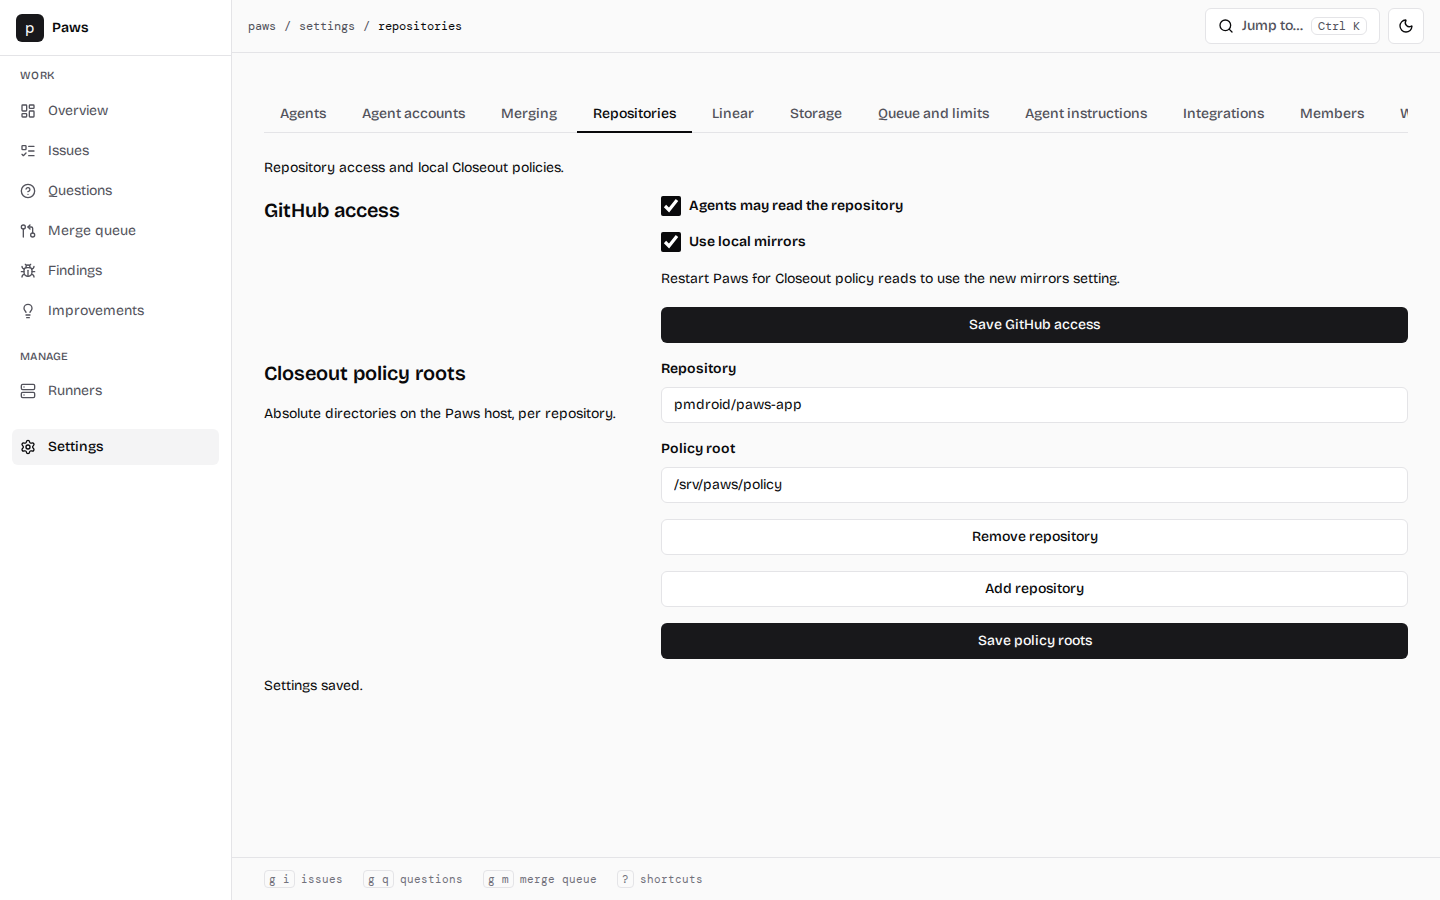 p Paws
paws / settings / repositories
Jump to... Ctrl K
WORK
Overview
Issues
Questions
Merge queue
Findings
Improvements
MANAGE
Runners
Settings
Agents Agent accounts Merging Repositories Linear Storage Queue and limits Agent instructions Integrations Members
Repository access and local Closeout policies.
GitHub access
Agents may read the repository
Use local mirrors
Restart Paws for Closeout policy reads to use the new mirrors setting.
Save GitHub access
Closeout policy roots
Absolute directories on the Paws host, per repository.
Repository
pmdroid/paws-app
Policy root
/srv/paws/policy
Remove repository
Add repository
Save policy roots
Settings saved.
g i issues g q questions g m merge queue ? shortcuts